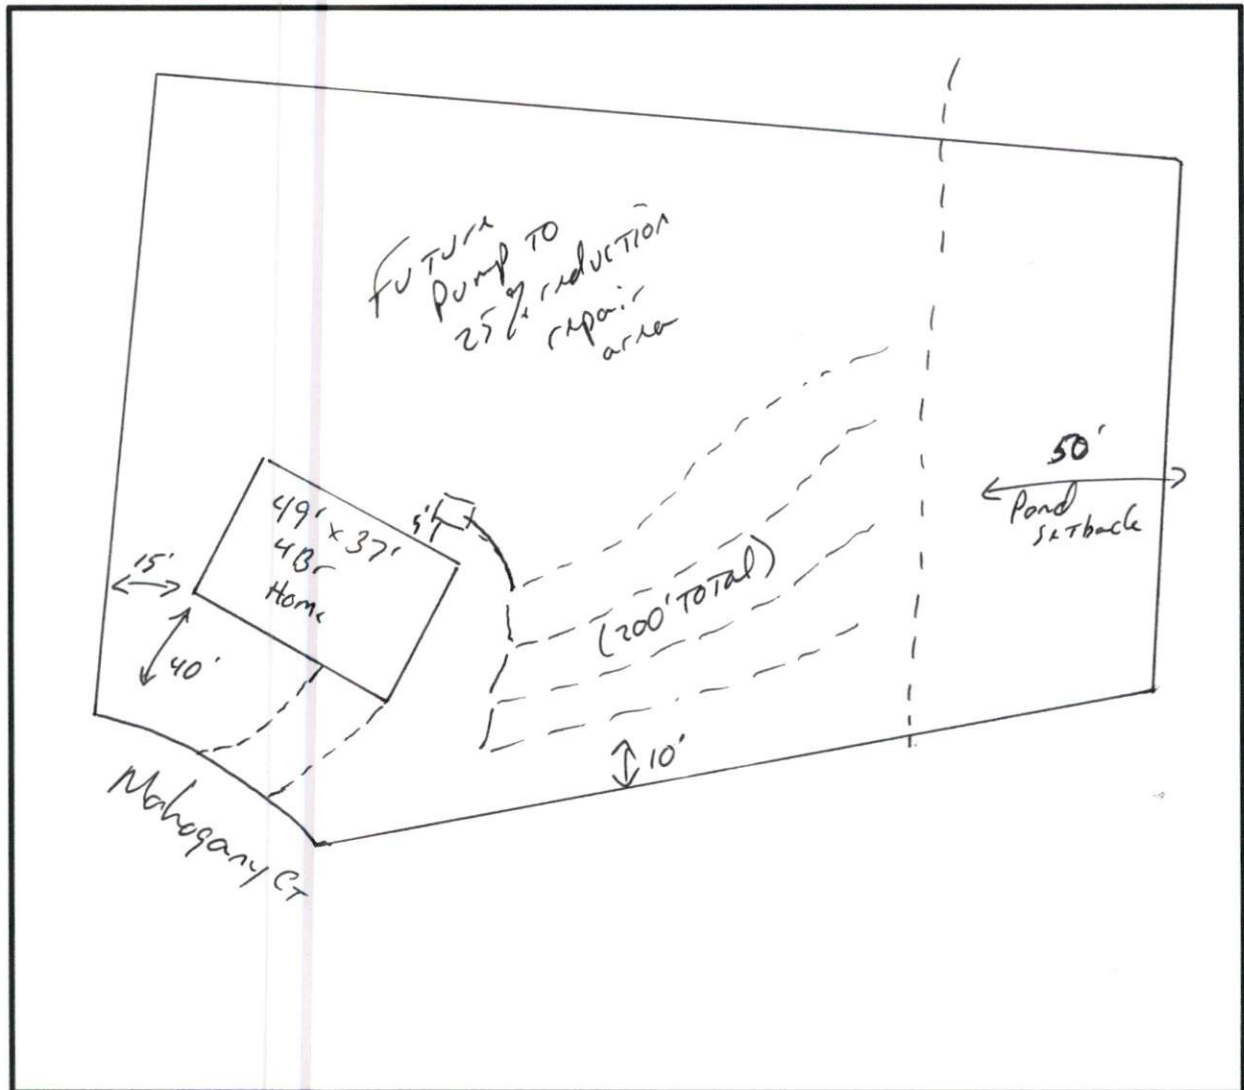 Future
Pump TO
25% reduction
repair
area
50'
Pond
Setback
49' x 37'
4Br
Home
5'
15'
40'
(200' TOTAL)
10'
Mahogany CT